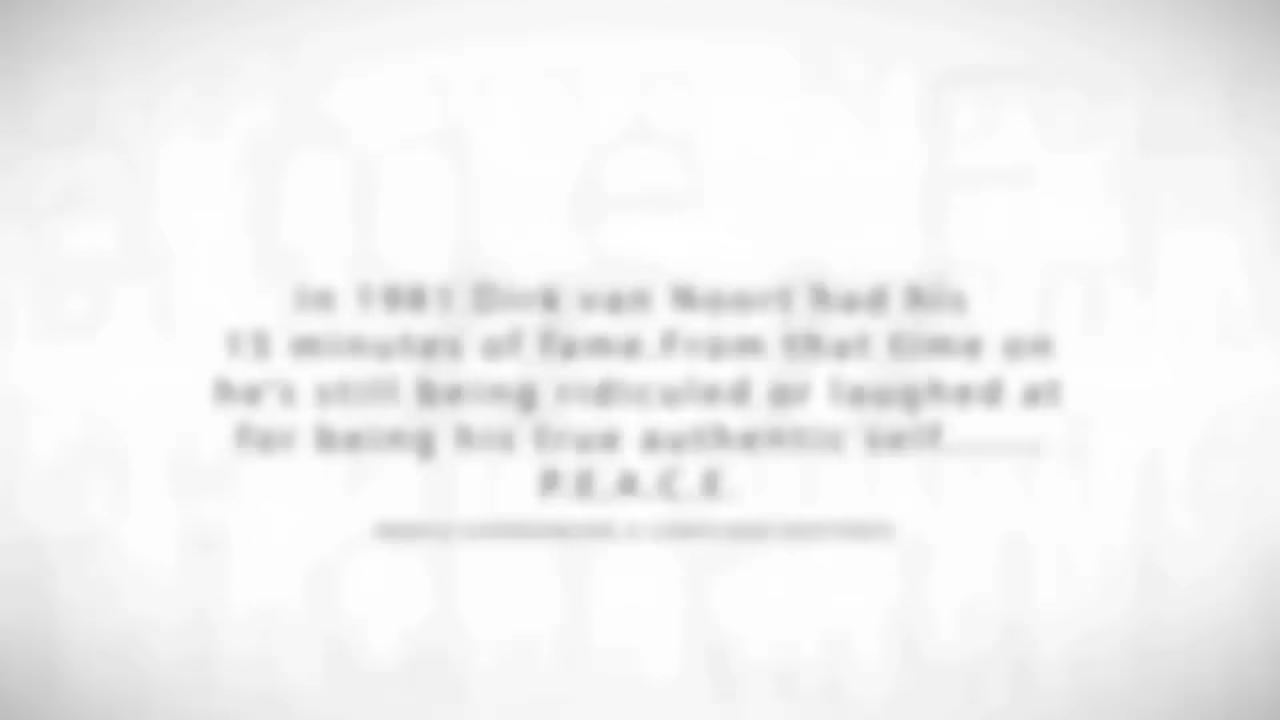 In 1981 Dirk van Noort had his
15 minutes of fame.From that time on
he's still being ridiculed or laughed at
for being his true authentic self.......
P.E.A.C.E.